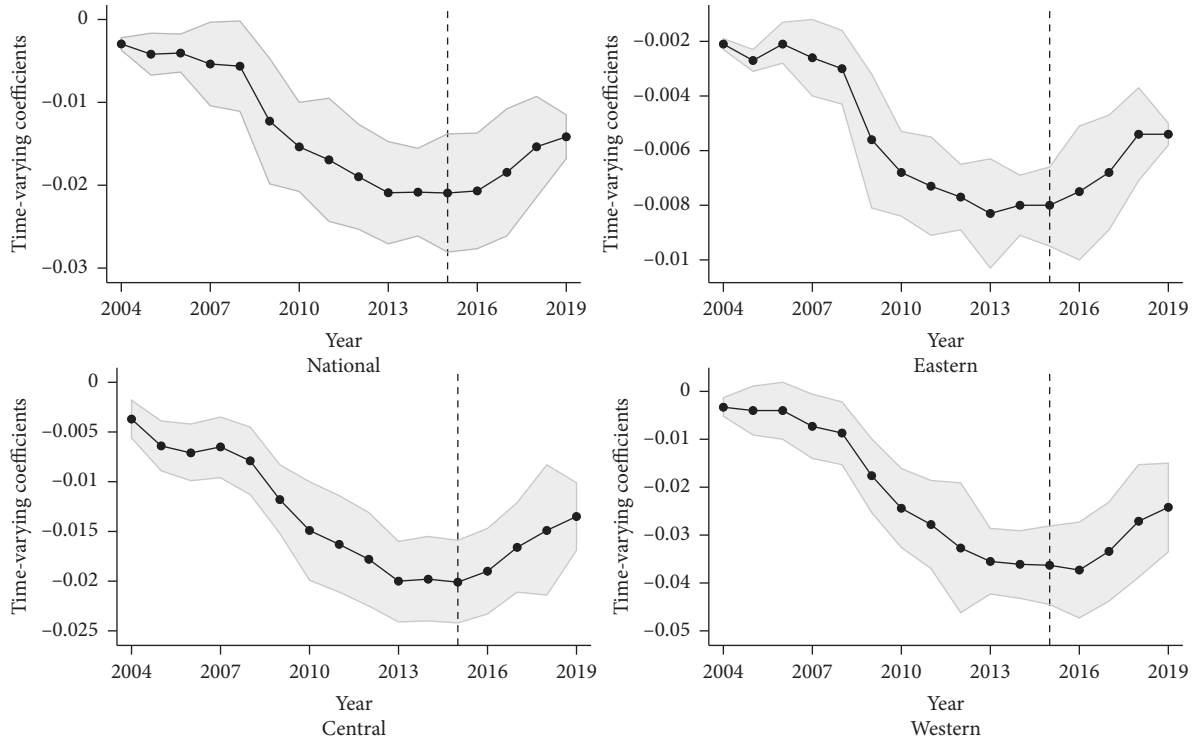 Time-varying coefficients
0
–0.01
–0.02
–0.03
2004 2007 2010 2013 2016 2019
Year
National
Time-varying coefficients
–0.002
–0.004
–0.006
–0.008
–0.01
2004 2007 2010 2013 2016 2019
Year
Eastern
Time-varying coefficients
0
–0.005
–0.01
–0.015
–0.02
–0.025
2004 2007 2010 2013 2016 2019
Year
Central
Time-varying coefficients
0
–0.01
–0.02
–0.03
–0.04
–0.05
2004 2007 2010 2013 2016 2019
Year
Western